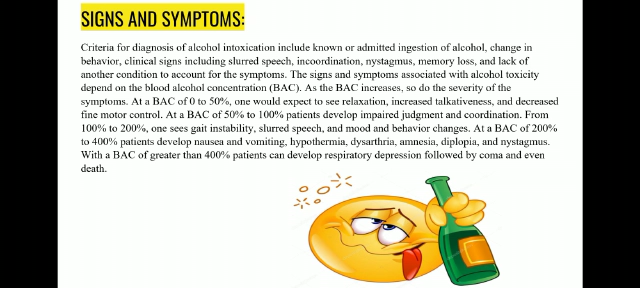 SIGNS AND SYMPTOMS:
Criteria for diagnosis of alcohol intoxication include known or admitted ingestion of alcohol, change in
behavior, clinical signs including slurred speech, incoordination, nystagmus, memory loss, and lack of
another condition to account for the symptoms. The signs and symptoms associated with alcohol toxicity
depend on the blood alcohol concentration (BAC). As the BAC increases, so do the severity of the
symptoms. At a BAC of 0 to 50%, one would expect to see relaxation, increased talkativeness, and decreased
fine motor control. At a BAC of 50% to 100% patients develop impaired judgment and coordination. From
100% to 200%, one sees gait instability, slurred speech, and mood and behavior changes. At a BAC of 200%
to 400% patients develop nausea and vomiting, hypothermia, dysarthria, amnesia, diplopia, and nystagmus.
With a BAC of greater than 400% patients can develop respiratory depression followed by coma and even
death.